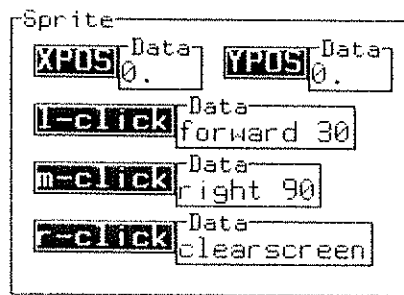 Sprite
XPOS Data 0. YPOS Data 0.
l-click Data forward 30
m-click Data right 90
r-click Data clearscreen